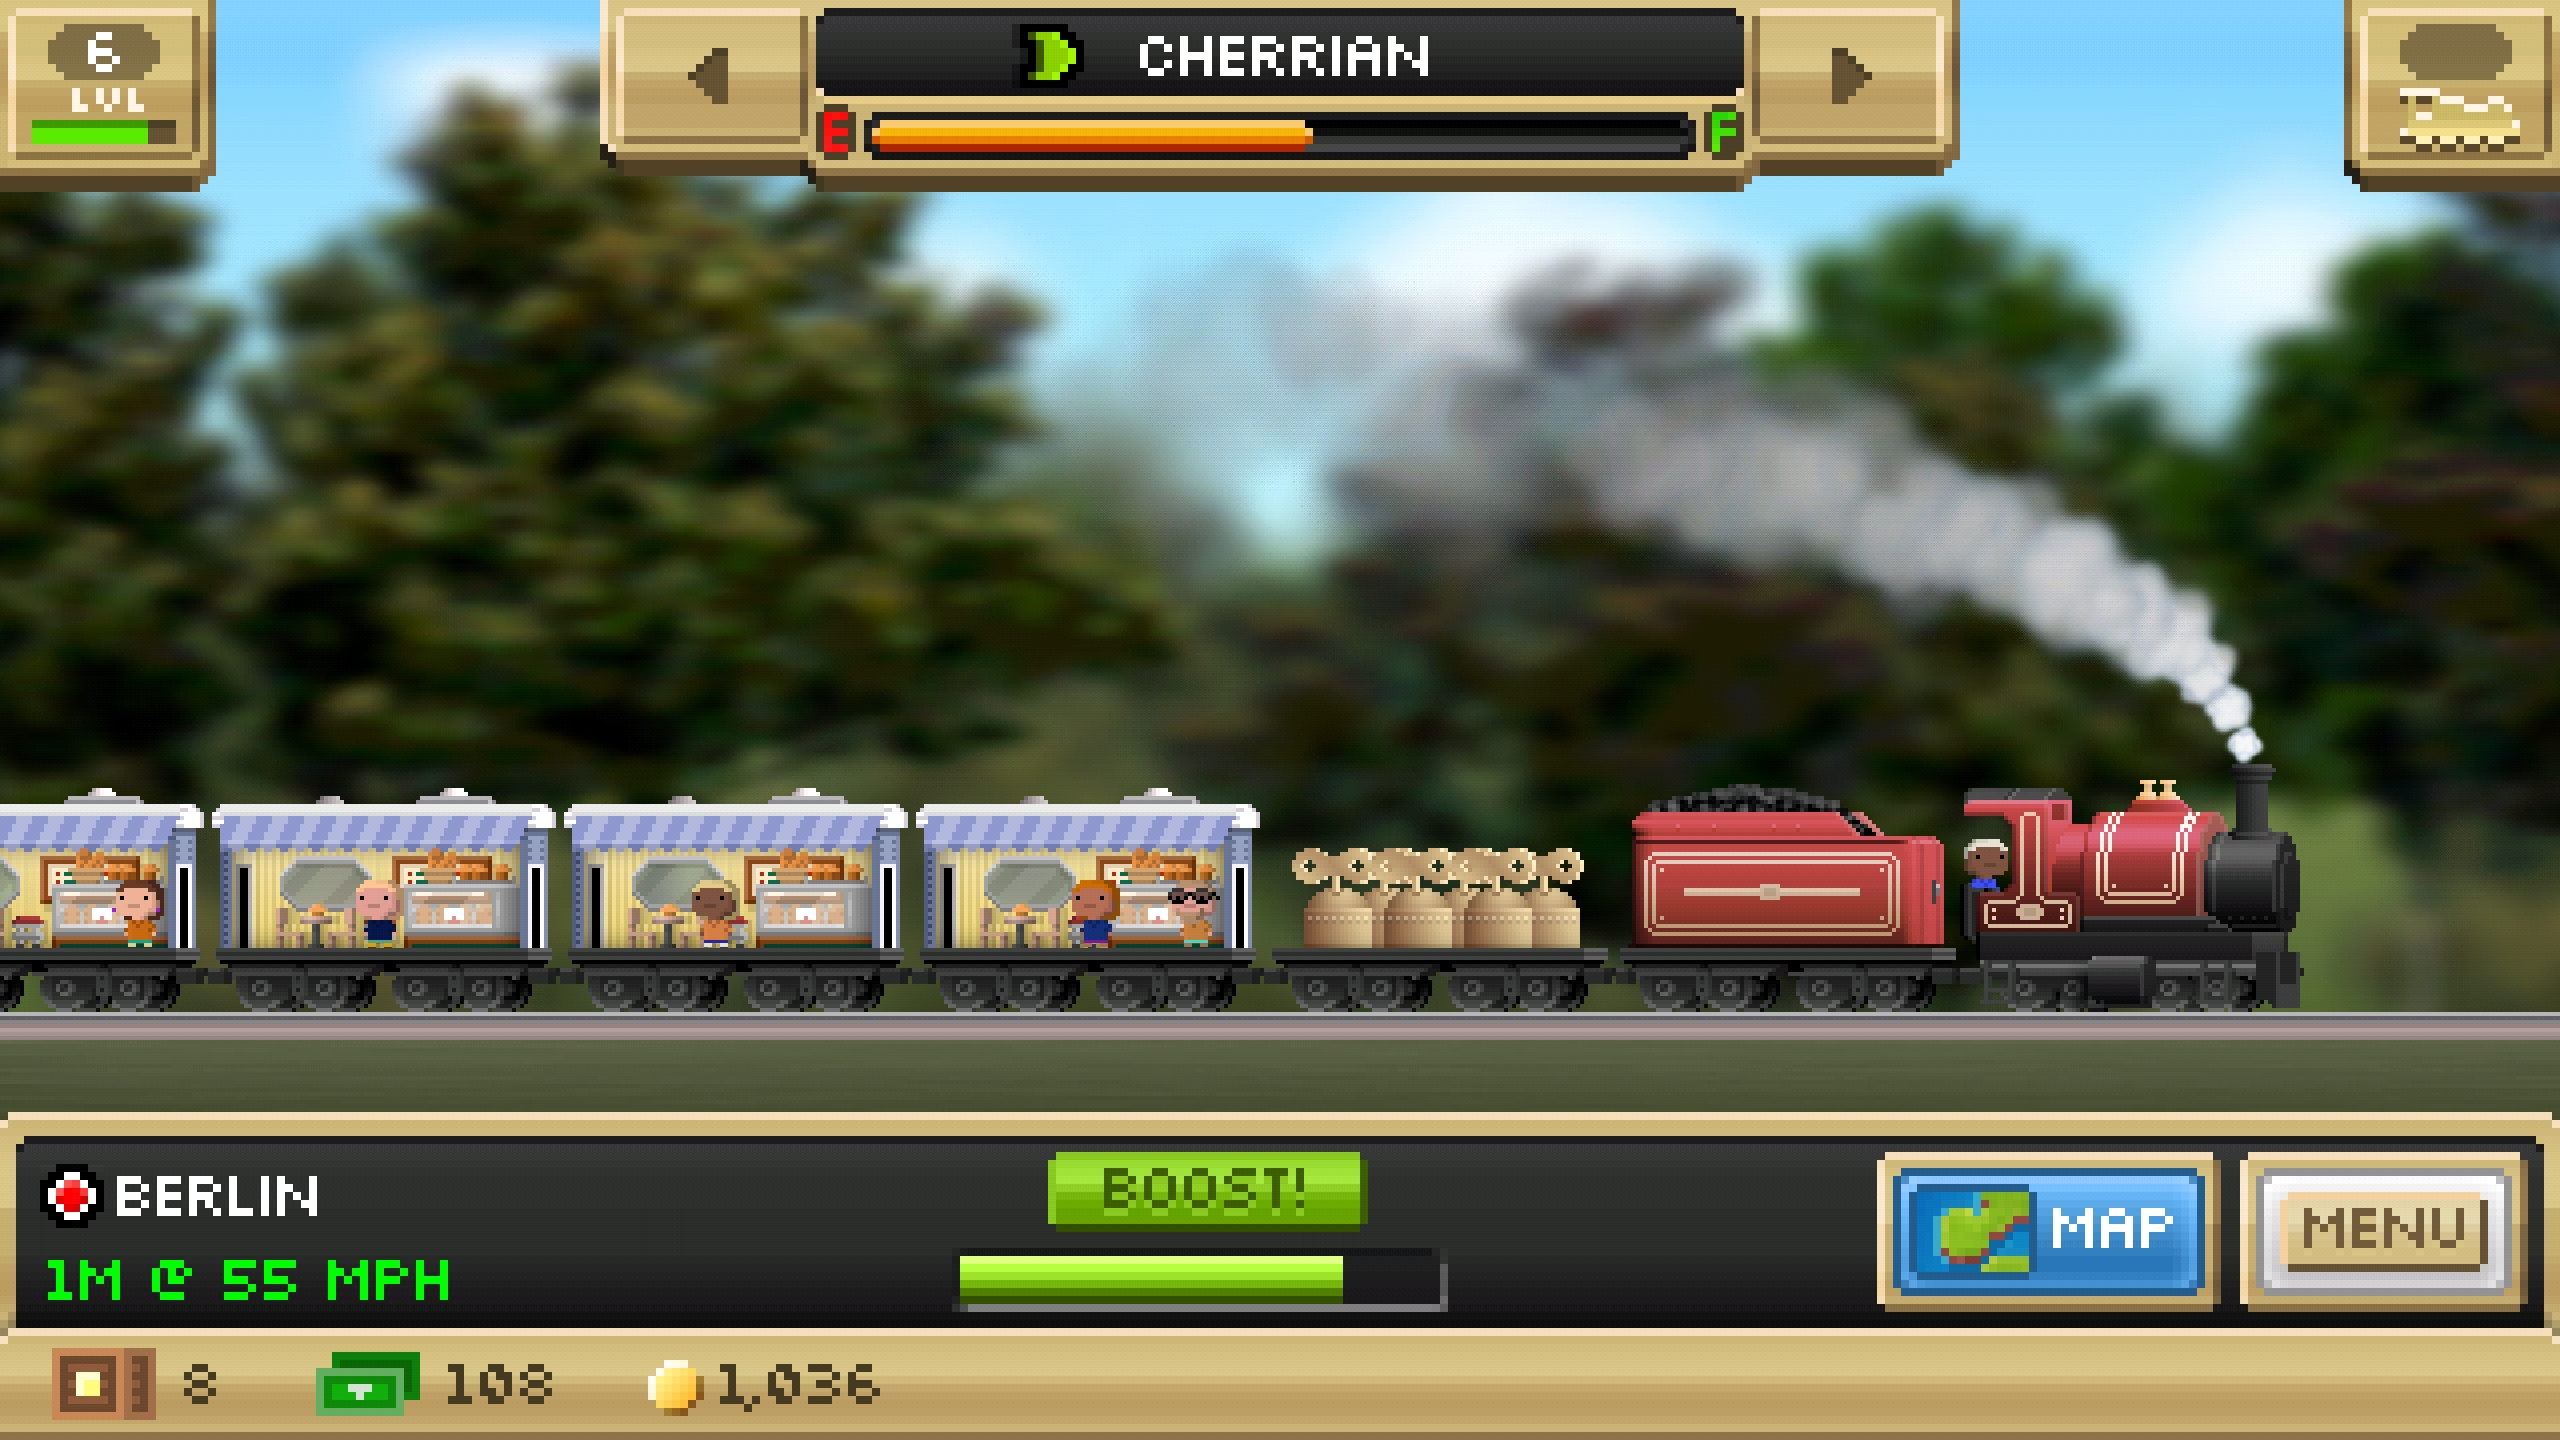 6
LVL
CHERRIAN
E F
BERLIN
BOOST!
1M @ 55 MPH
MAP
MENU
8
108
1,036